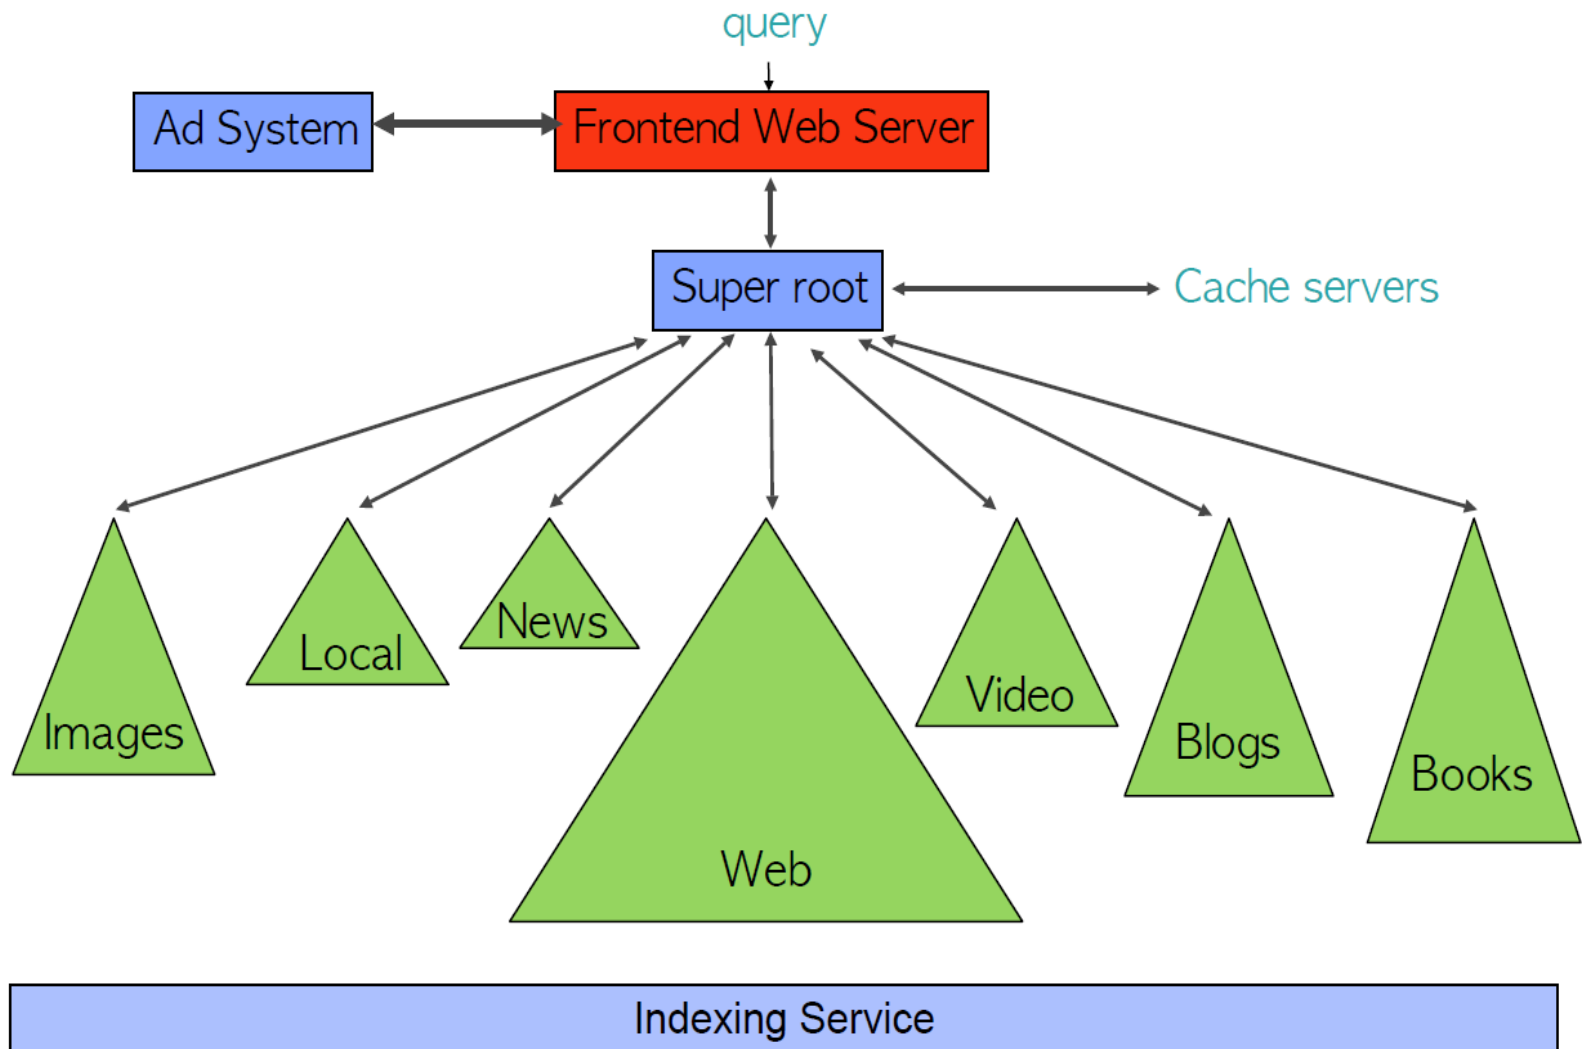 query
Ad System
Frontend Web Server
Super root
Cache servers
Images
Local
News
Web
Video
Blogs
Books
Indexing Service